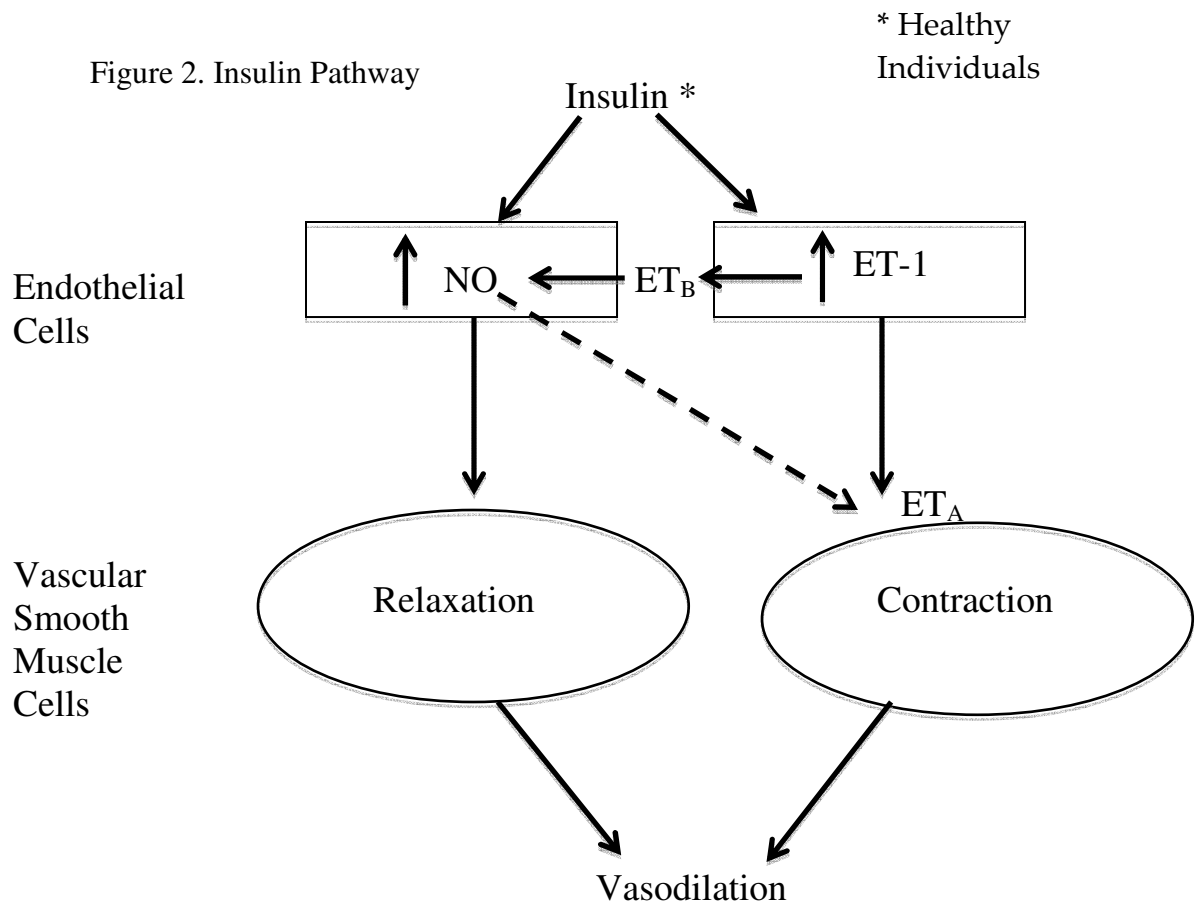 * Healthy
Individuals
Figure 2. Insulin Pathway
Insulin *
Endothelial
Cells
NO
ET_B
ET-1
ET_A
Vascular
Smooth
Muscle
Cells
Relaxation
Contraction
Vasodilation